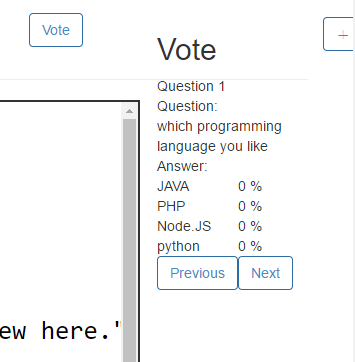 Vote
Vote
+
Question 1
Question:
which programming
language you like
Answer:
JAVA 0 %
PHP 0 %
Node.JS 0 %
python 0 %
Previous Next
ew here."